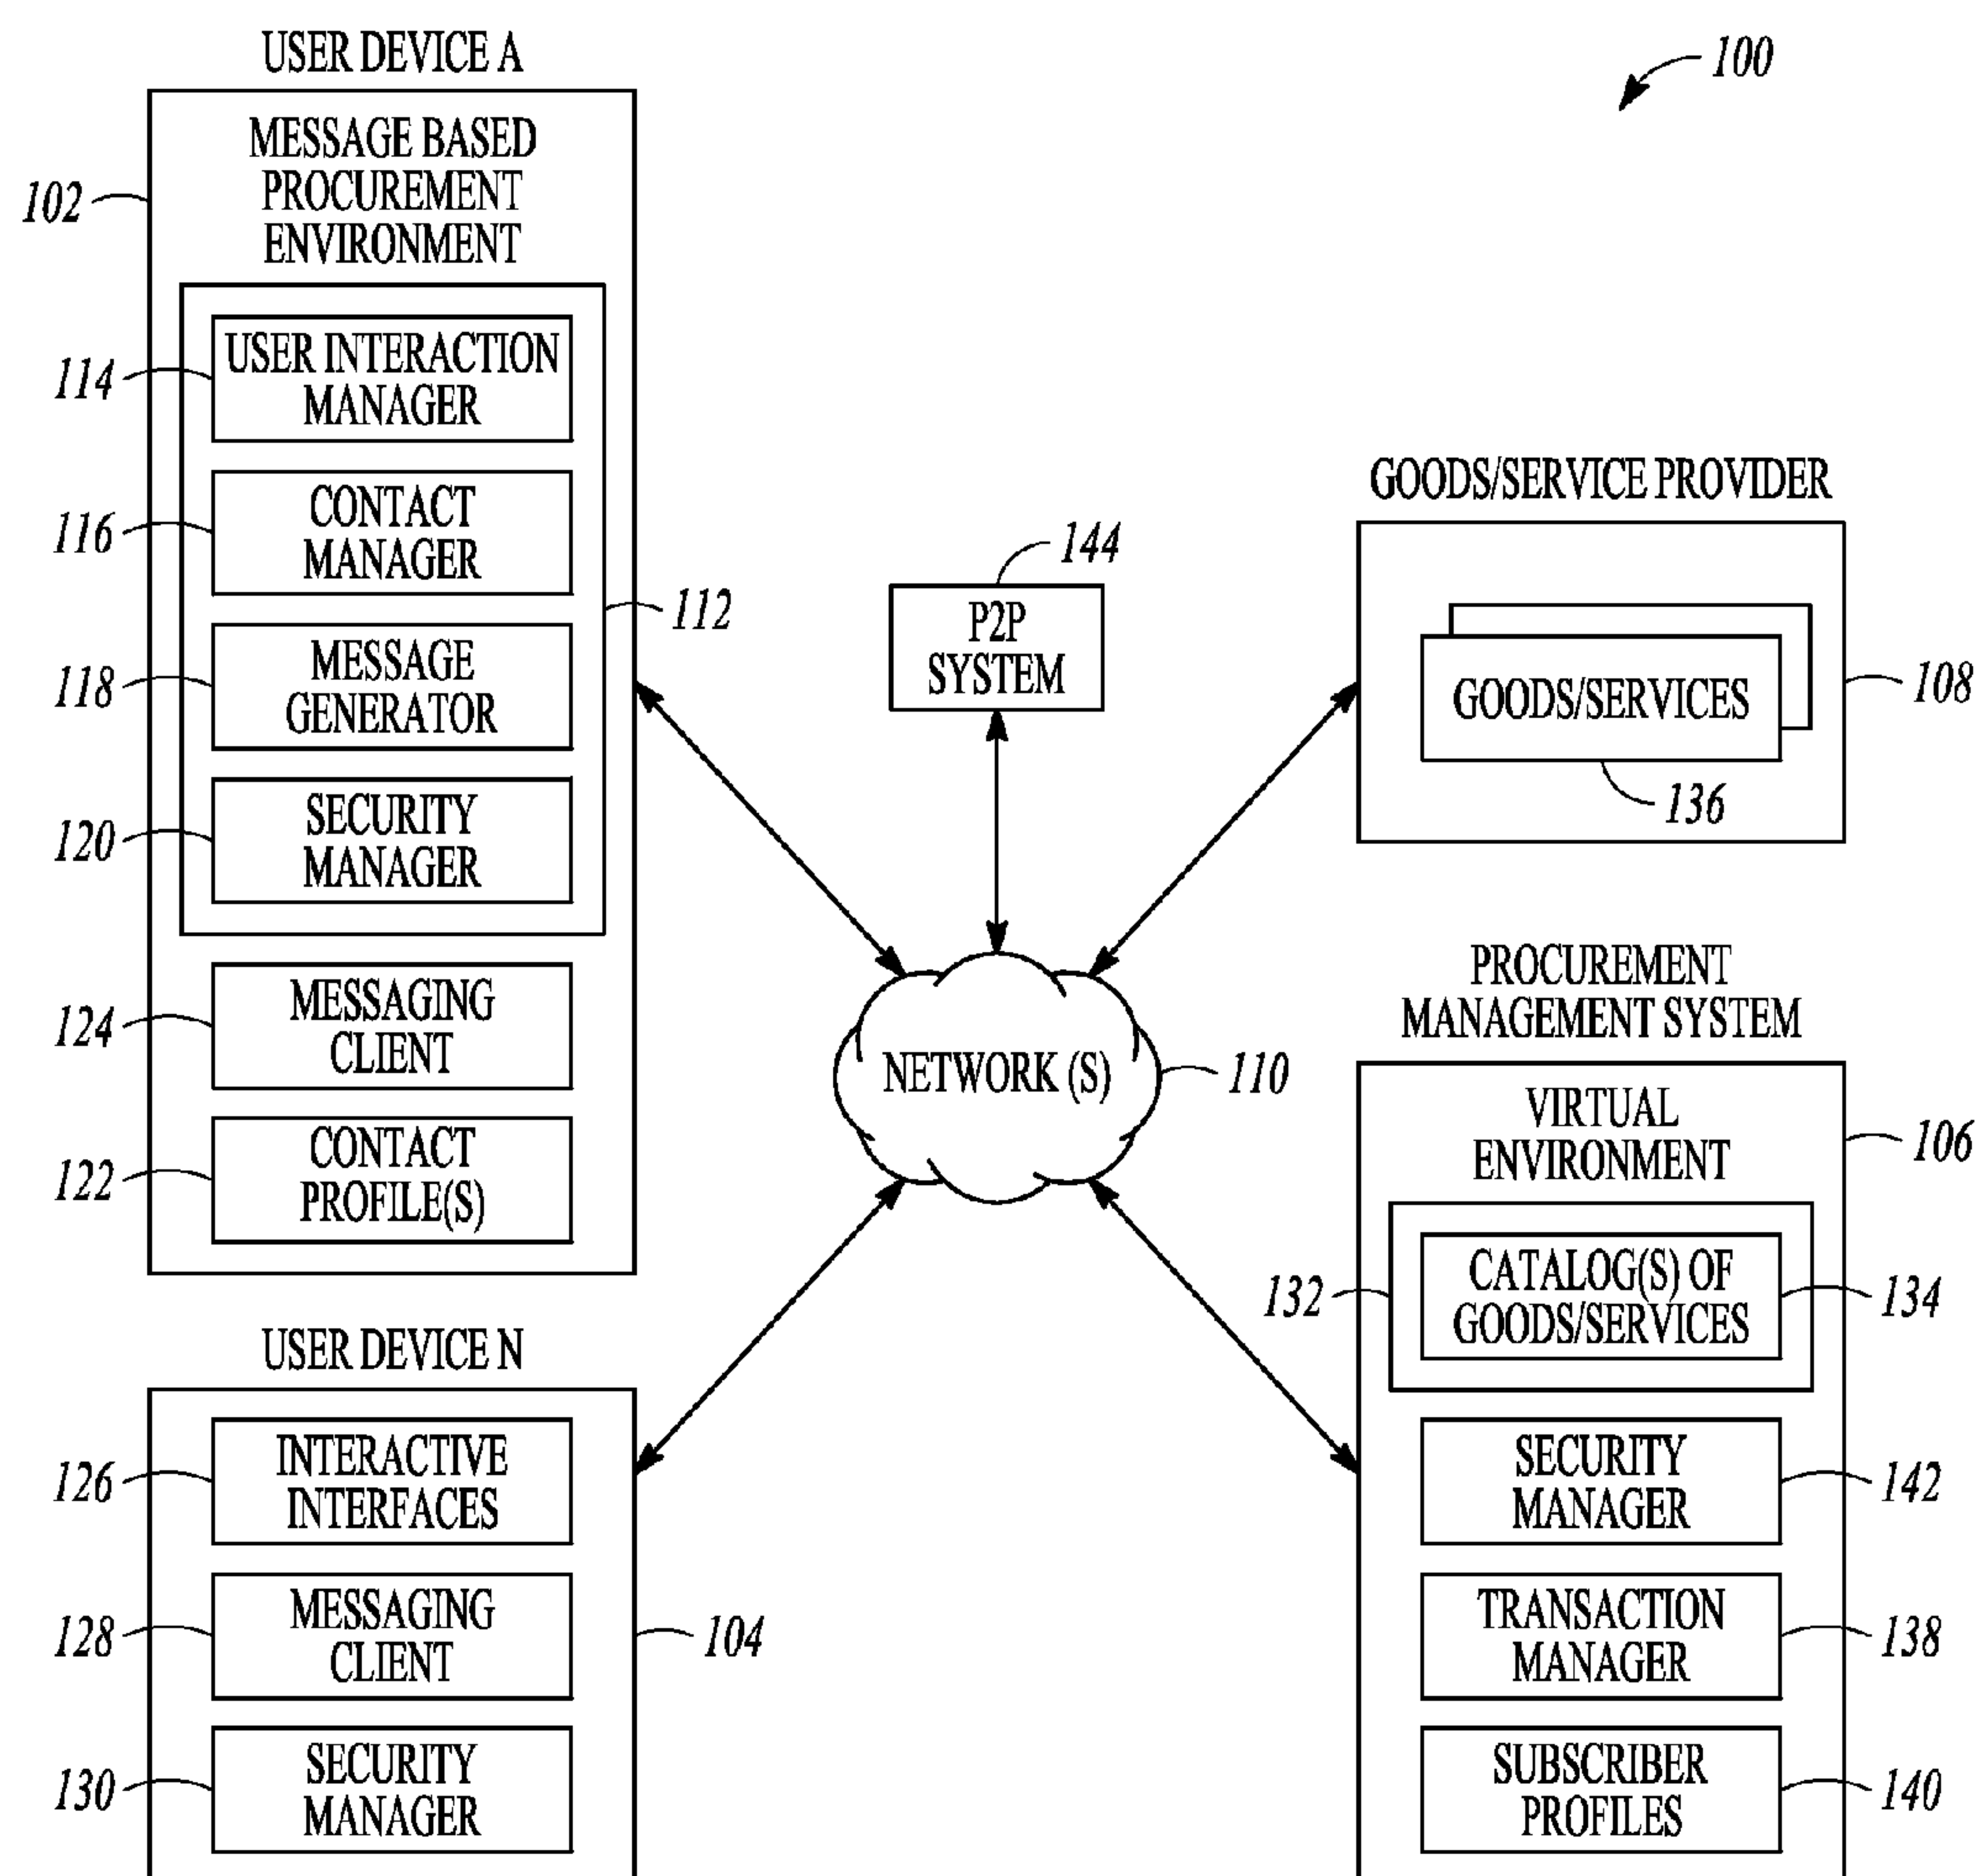 USER DEVICE A
100
MESSAGE BASED
PROCUREMENT
ENVIRONMENT
102
USER INTERACTION
MANAGER
114
CONTACT
MANAGER
116
112
MESSAGE
GENERATOR
118
SECURITY
MANAGER
120
MESSAGING
CLIENT
124
CONTACT
PROFILE(S)
122
USER DEVICE N
INTERACTIVE
INTERFACES
126
MESSAGING
CLIENT
128
104
SECURITY
MANAGER
130
144
P2P
SYSTEM
NETWORK (S)
110
GOODS/SERVICE PROVIDER
GOODS/SERVICES
108
136
PROCUREMENT
MANAGEMENT SYSTEM
VIRTUAL
ENVIRONMENT
106
CATALOG(S) OF
GOODS/SERVICES
132
134
SECURITY
MANAGER
142
TRANSACTION
MANAGER
138
SUBSCRIBER
PROFILES
140